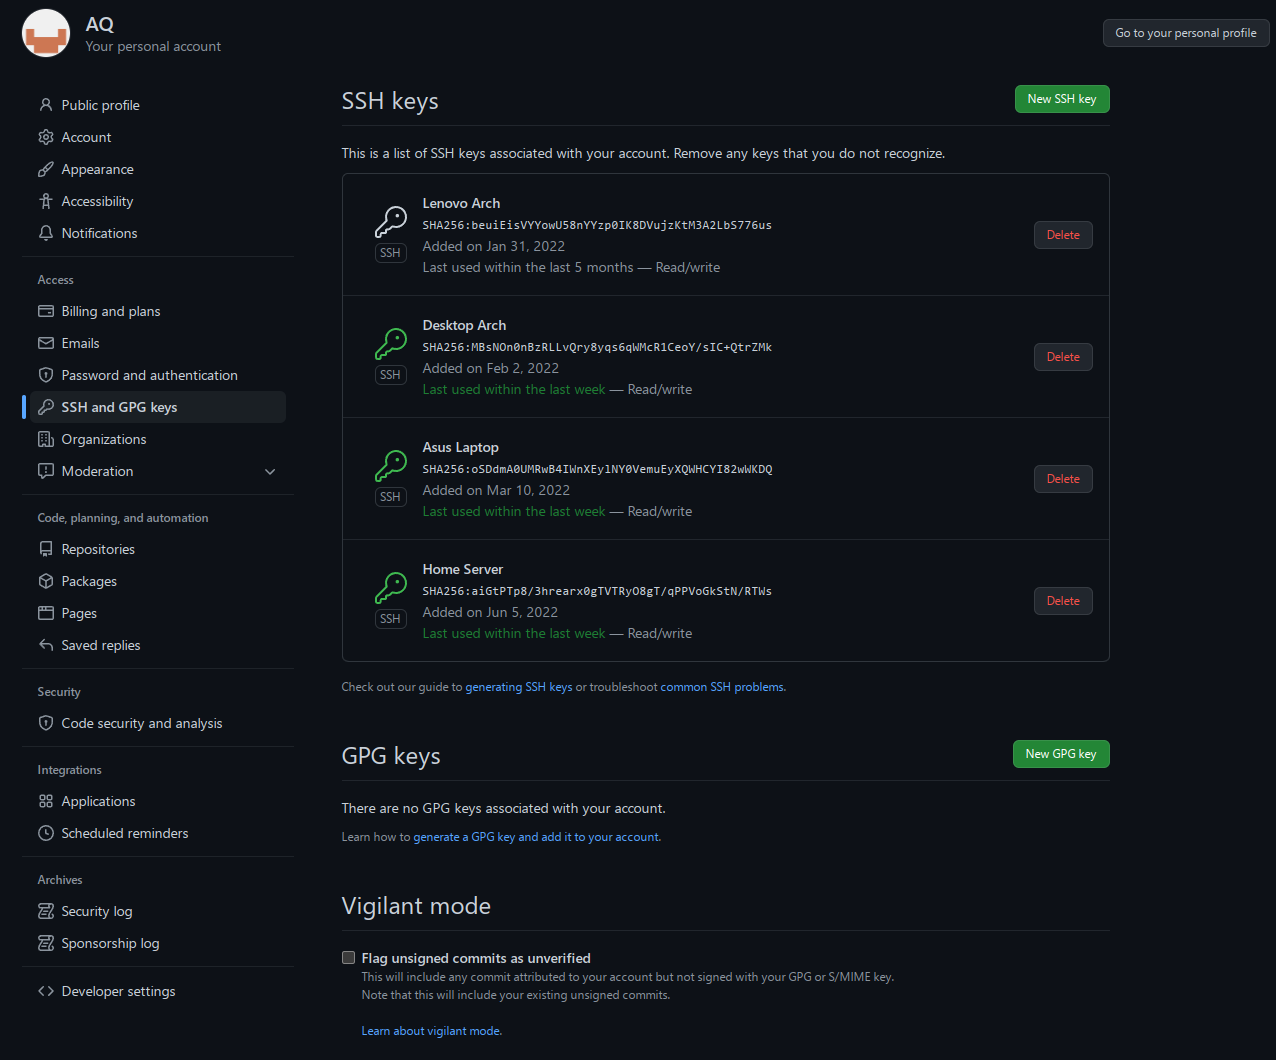 AQ
Your personal account
Go to your personal profile
Public profile
Account
Appearance
Accessibility
Notifications
Access
Billing and plans
Emails
Password and authentication
SSH and GPG keys
Organizations
Moderation
Code, planning, and automation
Repositories
Packages
Pages
Saved replies
Security
Code security and analysis
Integrations
Applications
Scheduled reminders
Archives
Security log
Sponsorship log
Developer settings
SSH keys
New SSH key
This is a list of SSH keys associated with your account. Remove any keys that you do not recognize.
Lenovo Arch
SHA256:beuiEisVYYowU58nYYzp0IK8DVujzKtM3A2LbS776us
SSH
Added on Jan 31, 2022
Last used within the last 5 months — Read/write
Delete
Desktop Arch
SHA256:MBsNOn0nBzRLLvQry8yqs6qWMcR1CeoY/sIC+QtrZMk
SSH
Added on Feb 2, 2022
Last used within the last week — Read/write
Delete
Asus Laptop
SHA256:oSDdmA0UMRwB4IWnXEylNY0VemuEyXQWHCYI82wWKDQ
SSH
Added on Mar 10, 2022
Last used within the last week — Read/write
Delete
Home Server
SHA256:aiGtPTp8/3hrearx0gTVTRyO8gT/qPPVoGkStN/RTWs
SSH
Added on Jun 5, 2022
Last used within the last week — Read/write
Delete
Check out our guide to generating SSH keys or troubleshoot common SSH problems.
GPG keys
New GPG key
There are no GPG keys associated with your account.
Learn how to generate a GPG key and add it to your account.
Vigilant mode
Flag unsigned commits as unverified
This will include any commit attributed to your account but not signed with your GPG or S/MIME key.
Note that this will include your existing unsigned commits.
Learn about vigilant mode.